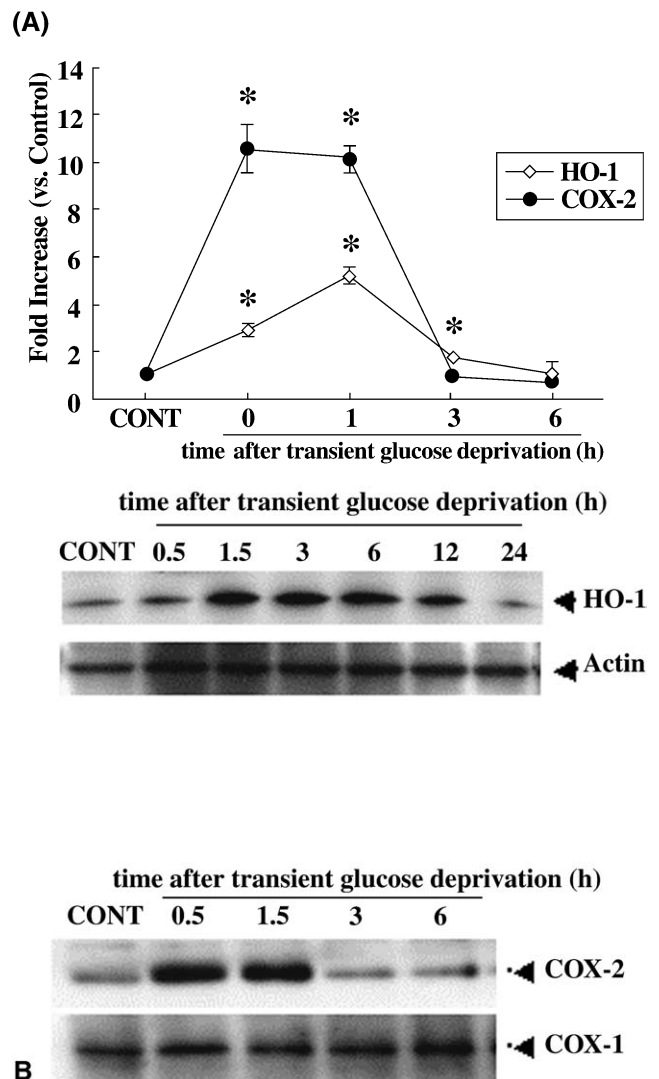 (A)
Fold Increase (vs. Control)
14
12
10
8
6
4
2
0
* * * * *
HO-1
COX-2
CONT 0 1 3 6
time after transient glucose deprivation (h)
time after transient glucose deprivation (h)
CONT 0.5 1.5 3 6 12 24
HO-1
Actin
time after transient glucose deprivation (h)
CONT 0.5 1.5 3 6
COX-2
COX-1
B